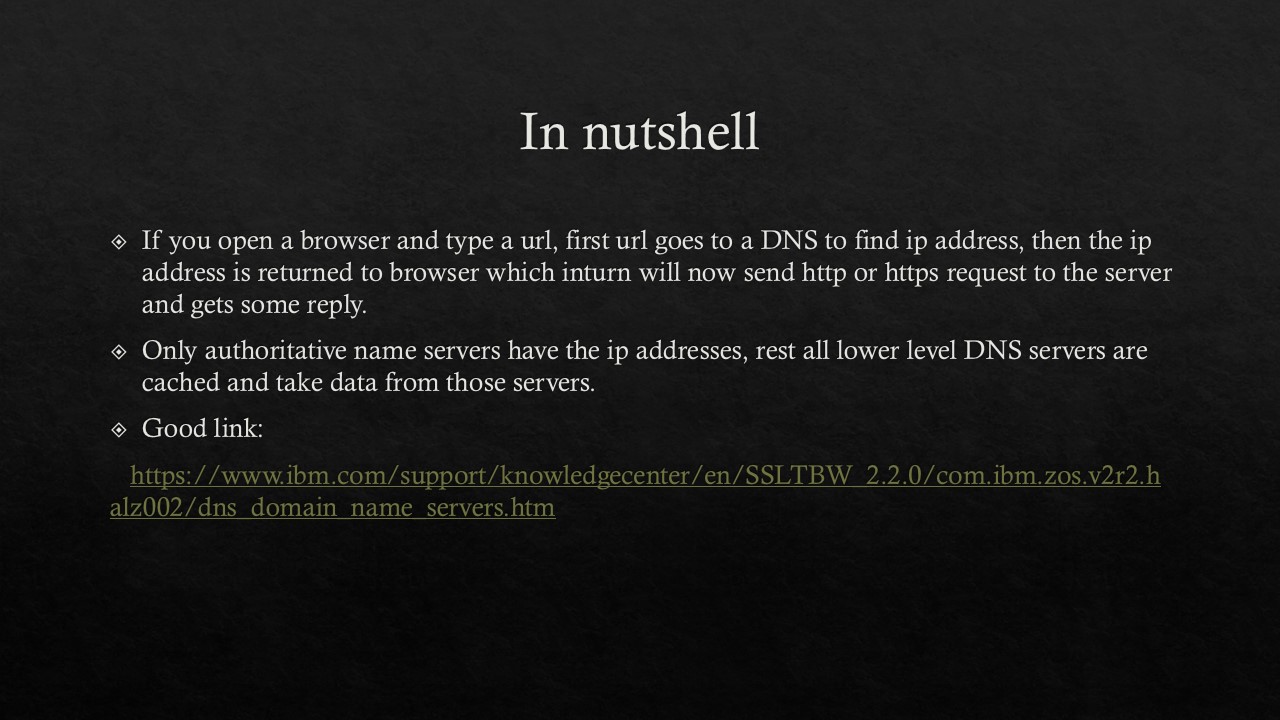 In nutshell
If you open a browser and type a url, first url goes to a DNS to find ip address, then the ip
address is returned to browser which inturn will now send http or https request to the server
and gets some reply.
Only authoritative name servers have the ip addresses, rest all lower level DNS servers are
cached and take data from those servers.
Good link:
https://www.ibm.com/support/knowledgecenter/en/SSLTBW_2.2.0/com.ibm.zos.v2r2.h
alz002/dns_domain_name_servers.htm